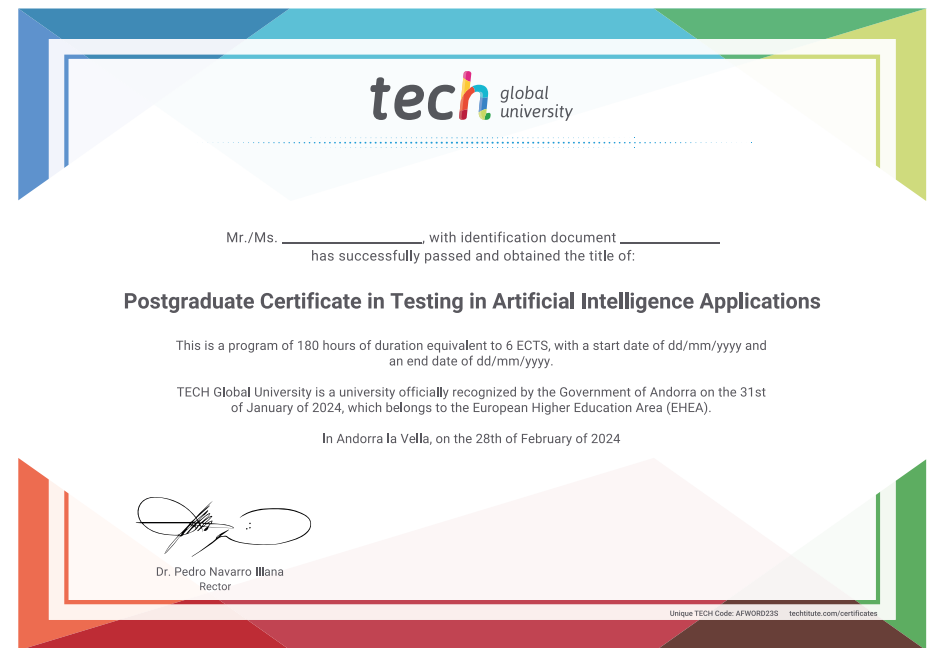 tech global university
Mr./Ms. ____________________, with identification document ______________
has successfully passed and obtained the title of:
Postgraduate Certificate in Testing in Artificial Intelligence Applications
This is a program of 180 hours of duration equivalent to 6 ECTS, with a start date of dd/mm/yyyy and
an end date of dd/mm/yyyy.
TECH Global University is a university officially recognized by the Government of Andorra on the 31st
of January of 2024, which belongs to the European Higher Education Area (EHEA).
In Andorra la Vella, on the 28th of February of 2024
Dr. Pedro Navarro Illana
Rector
Unique TECH Code: AFWORD23S techtitute.com/certificates